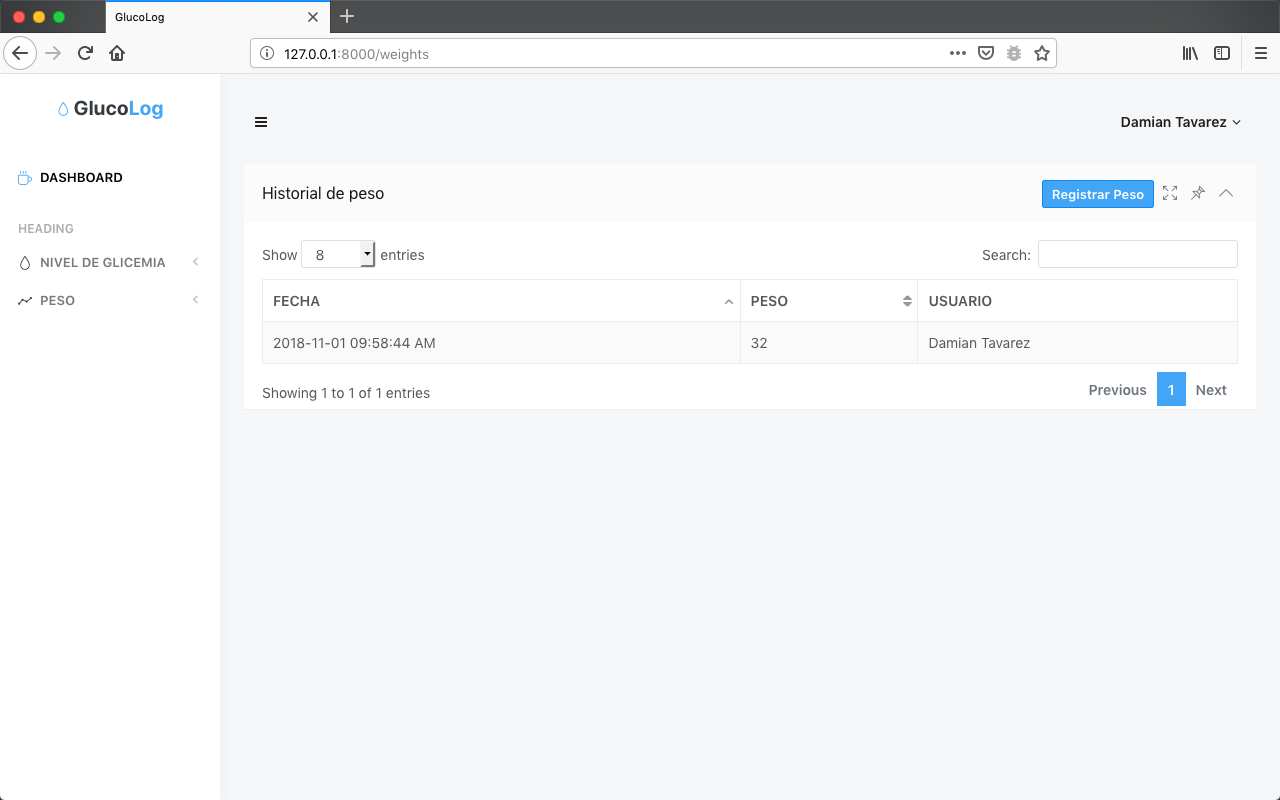 GlucoLog
127.0.0.1:8000/weights
GlucoLog
Damian Tavarez
DASHBOARD
Historial de peso
Registrar Peso
HEADING
NIVEL DE GLICEMIA
PESO
Show 8 entries
Search:
FECHA PESO USUARIO
2018-11-01 09:58:44 AM 32 Damian Tavarez
Showing 1 to 1 of 1 entries
Previous 1 Next